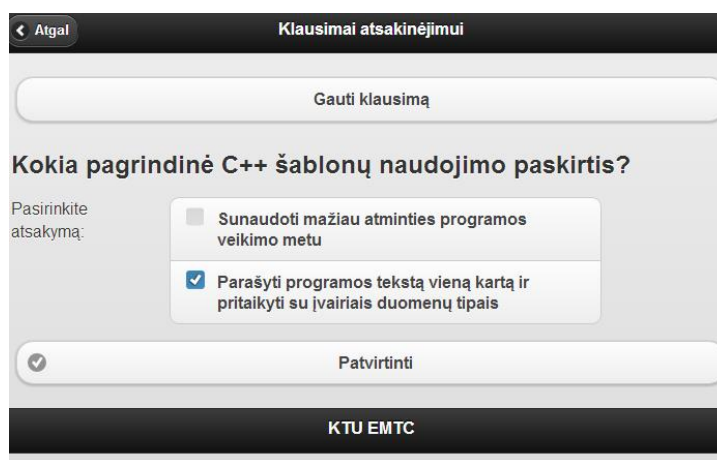 Atgal
Klausimai atsakinėjimui
Gauti klausimą
Kokia pagrindinė C++ šablonų naudojimo paskirtis?
Pasirinkite
atsakymą:
Sunaudoti mažiau atminties programos
veikimo metu
Parašyti programos tekstą vieną kartą ir
pritaikyti su įvairiais duomenų tipais
Patvirtinti
KTU EMTC